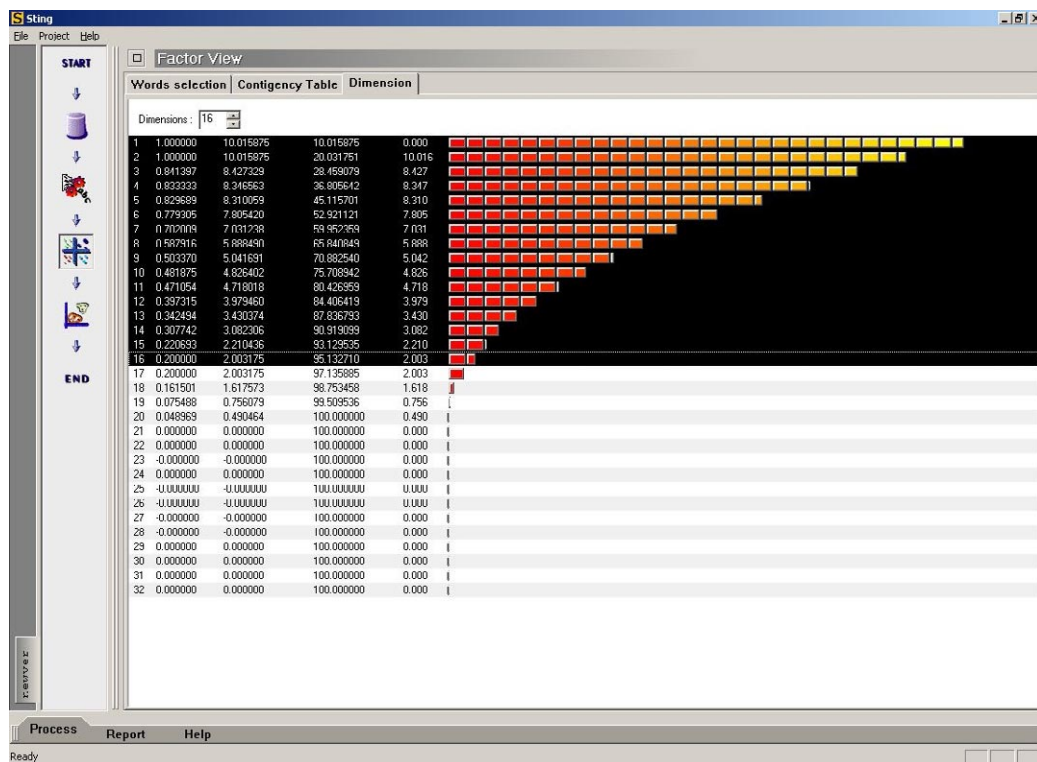 Sting
File Project Help
START
Factor View
Words selection Contigency Table Dimension
Dimensions : 16
1 1.000000 10.015875 10.015875 0.000
2 1.000000 10.015875 20.031751 10.016
3 0.841397 8.427329 28.459079 8.427
4 0.833333 8.346563 36.805642 8.347
5 0.829689 8.310059 45.115701 8.310
6 0.779305 7.805420 52.921121 7.805
7 0.702009 7.031238 59.952359 7.031
8 0.587916 5.888490 65.840849 5.888
9 0.503370 5.041691 70.882540 5.042
10 0.481875 4.826402 75.708942 4.826
11 0.471054 4.718018 80.426959 4.718
12 0.397315 3.979460 84.406419 3.979
13 0.342494 3.430374 87.836793 3.430
14 0.307742 3.082306 90.919099 3.082
15 0.220693 2.210436 93.129535 2.210
16 0.200000 2.003175 95.132710 2.003
17 0.200000 2.003175 97.135885 2.003
18 0.161501 1.617573 98.753458 1.618
19 0.075488 0.756079 99.509536 0.756
20 0.048969 0.490464 100.000000 0.490
21 0.000000 0.000000 100.000000 0.000
22 0.000000 0.000000 100.000000 0.000
23 -0.000000 -0.000000 100.000000 0.000
24 0.000000 0.000000 100.000000 0.000
25 -0.000000 -0.000000 100.000000 0.000
26 -0.000000 -0.000000 100.000000 0.000
27 -0.000000 -0.000000 100.000000 0.000
28 -0.000000 -0.000000 100.000000 0.000
29 0.000000 0.000000 100.000000 0.000
30 0.000000 0.000000 100.000000 0.000
31 0.000000 0.000000 100.000000 0.000
32 0.000000 0.000000 100.000000 0.000
END
newver
Process Report Help
Ready